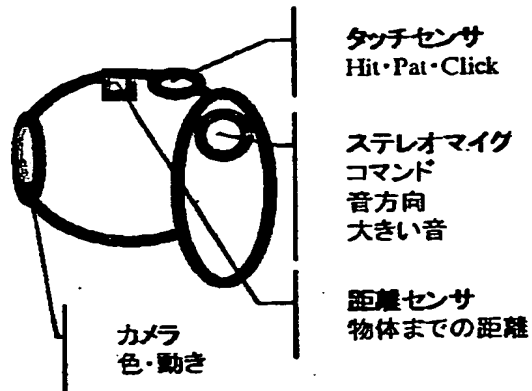 タッチセンサ
Hit・Pat・Click
ステレオマイグ
コマンド
音方向
大きい音
距離センサ
物体までの距離
カメラ
色・動き